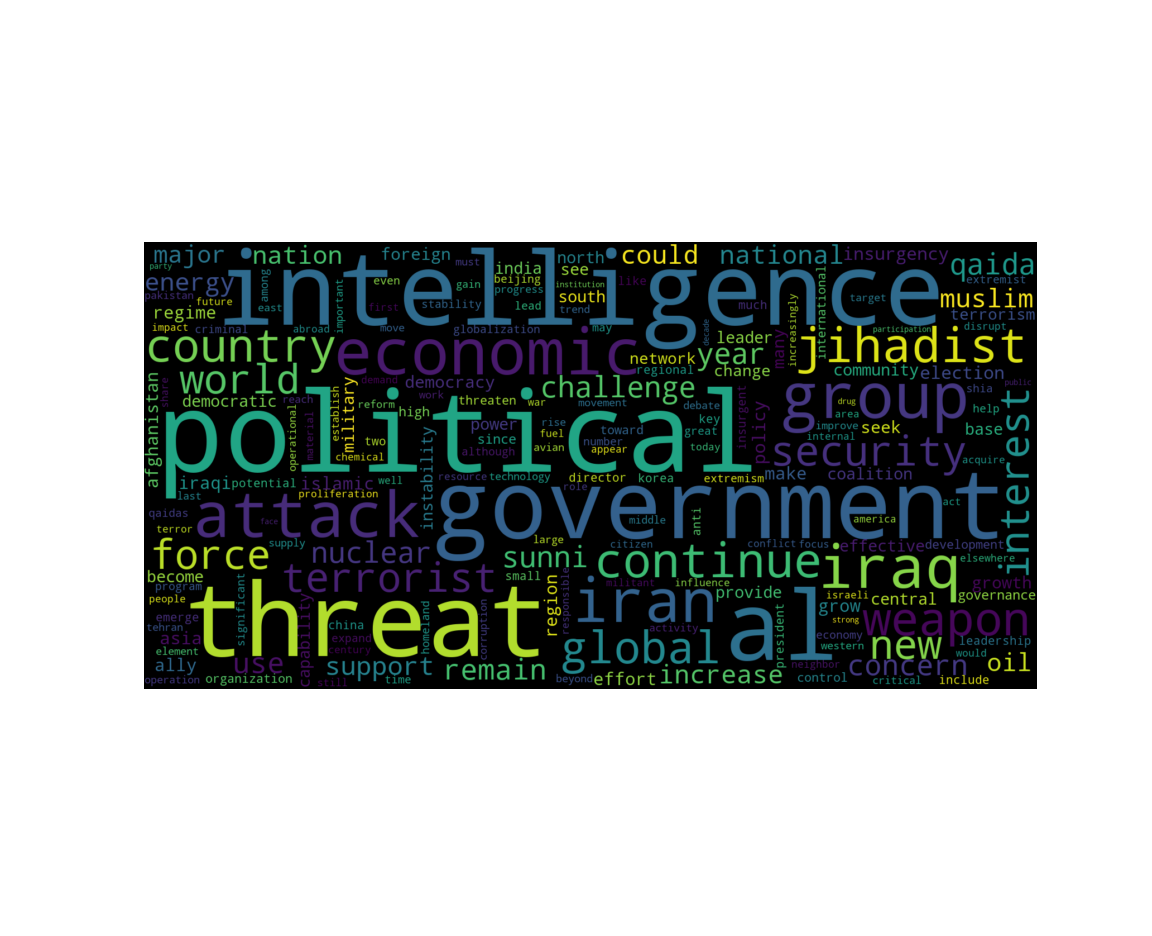 major nation foreign must north could national insurgency
party among even gain india beijing see like qaida
energy intelligence progress institution target extremist
pakistan future east important stability lead south trend much increasingly international muslim
regime terrorism
impact criminal abroad first move globalization may decade participation disrupt
country economic network leader many jihadist
world regional year change community election
afghanistan share democratic reach demand democracy challenge shia public
military establish reform work threaten war movement debate insurgent policy drug group help interest
political high power rise toward key great area improve seek base
operational material two since fuel number internal
chemical although avian appear today security acquire
iraqi potential islamic well instability resource technology director korea extremism make coalition
last proliferation role government act
qaidas attack middle anti america
terror face citizen
supply large conflict focus effective development
force nuclear sunni continue iraq elsewhere
become terrorist small militant influence israeli growth
program responsible provide central governance
people threat region iran al grow weapon
emerge significant china homeland corruption activity president strong
tehran expand economy leadership
asia century global western new would
element capability
ally use support remain increase neighbor concern oil
operation organization still time beyond effort control critical include